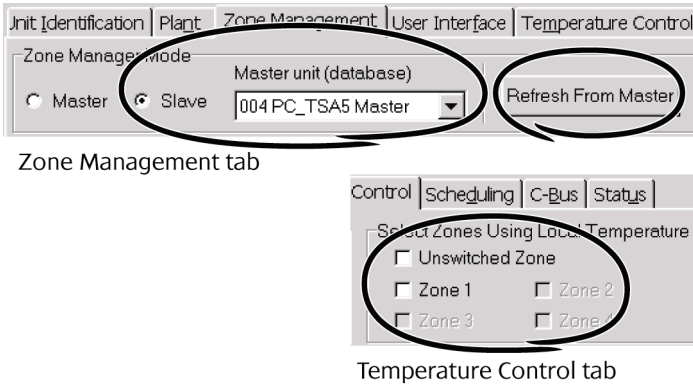 Unit Identification Plant Zone Management User Interface Temperature Control
Zone Manager Mode
Master unit (database)
Master Slave 004 PC_TSA5 Master Refresh From Master
Zone Management tab
Control Scheduling C-Bus Status
Select Zones Using Local Temperature
Unswitched Zone
Zone 1 Zone 2
Zone 3 Zone 4
Temperature Control tab